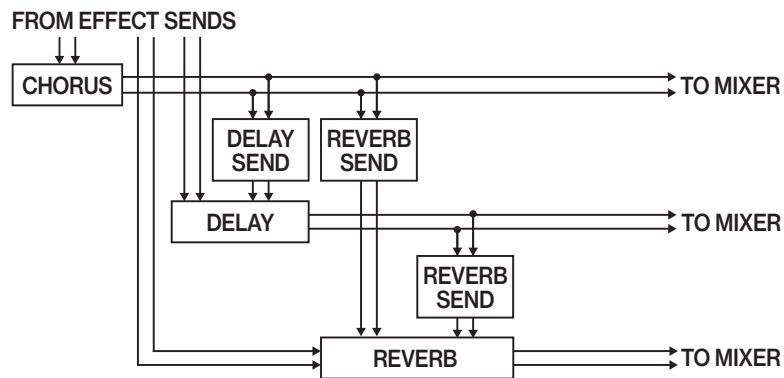 FROM EFFECT SENDS
CHORUS
TO MIXER
DELAY
SEND
REVERB
SEND
DELAY
TO MIXER
REVERB
SEND
REVERB
TO MIXER